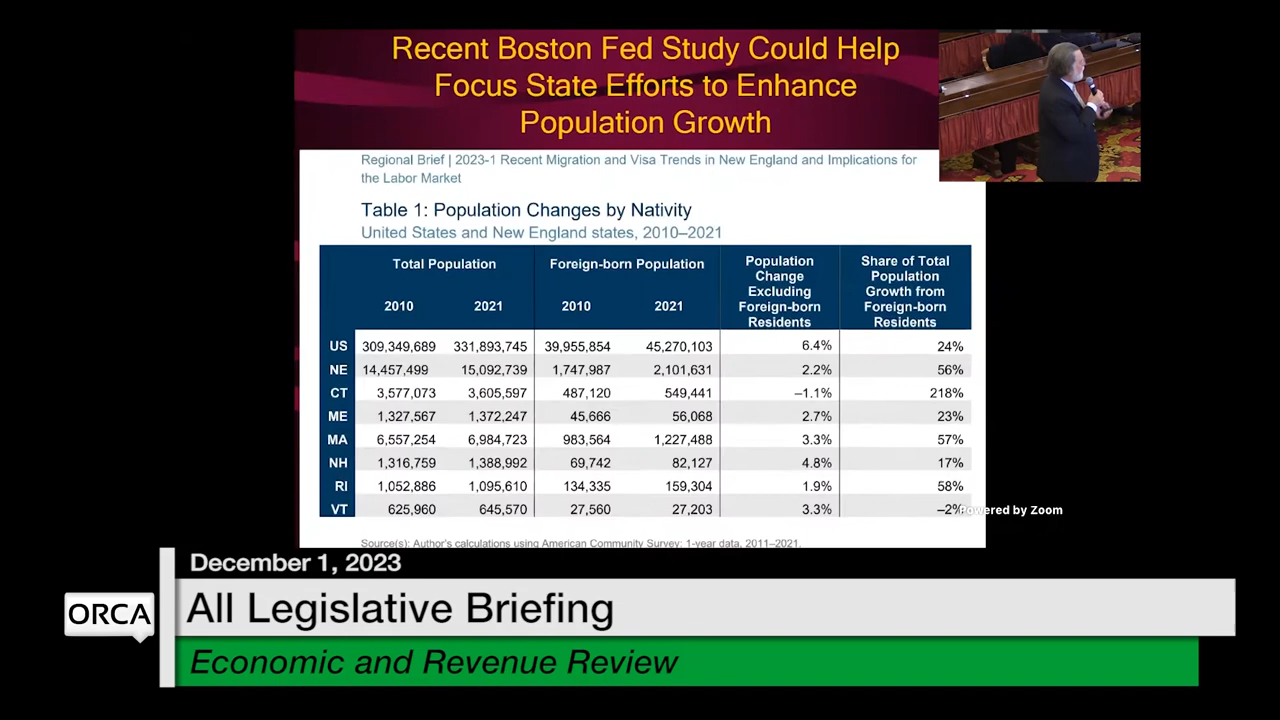 Recent Boston Fed Study Could Help
Focus State Efforts to Enhance
Population Growth
Regional Brief | 2023-1 Recent Migration and Visa Trends in New England and Implications for
the Labor Market
Table 1: Population Changes by Nativity
United States and New England states, 2010–2021
Total Population Foreign-born Population Population Change Excluding Foreign-born Residents Share of Total Population Growth from Foreign-born Residents
2010 2021 2010 2021
US 309,349,689 331,893,745 39,955,854 45,270,103 6.4% 24%
NE 14,457,499 15,092,739 1,747,987 2,101,631 2.2% 56%
CT 3,577,073 3,605,597 487,120 549,441 –1.1% 218%
ME 1,327,567 1,372,247 45,666 56,068 2.7% 23%
MA 6,557,254 6,984,723 983,564 1,227,488 3.3% 57%
NH 1,316,759 1,388,992 69,742 82,127 4.8% 17%
RI 1,052,886 1,095,610 134,335 159,304 1.9% 58%
VT 625,960 645,570 27,560 27,203 3.3% –2%
Powered by Zoom
Source(s): Author's calculations using American Community Survey: 1-year data, 2011–2021.
December 1, 2023
ORCA
All Legislative Briefing
Economic and Revenue Review